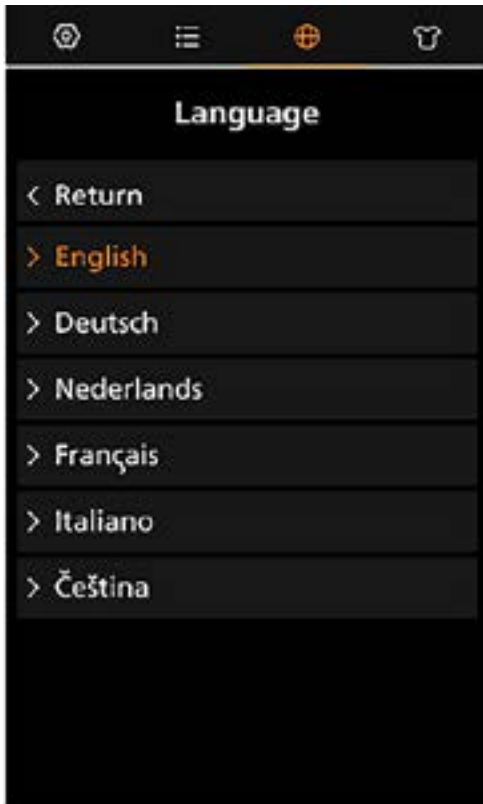 Language
< Return
> English
> Deutsch
> Nederlands
> Français
> Italiano
> Čeština